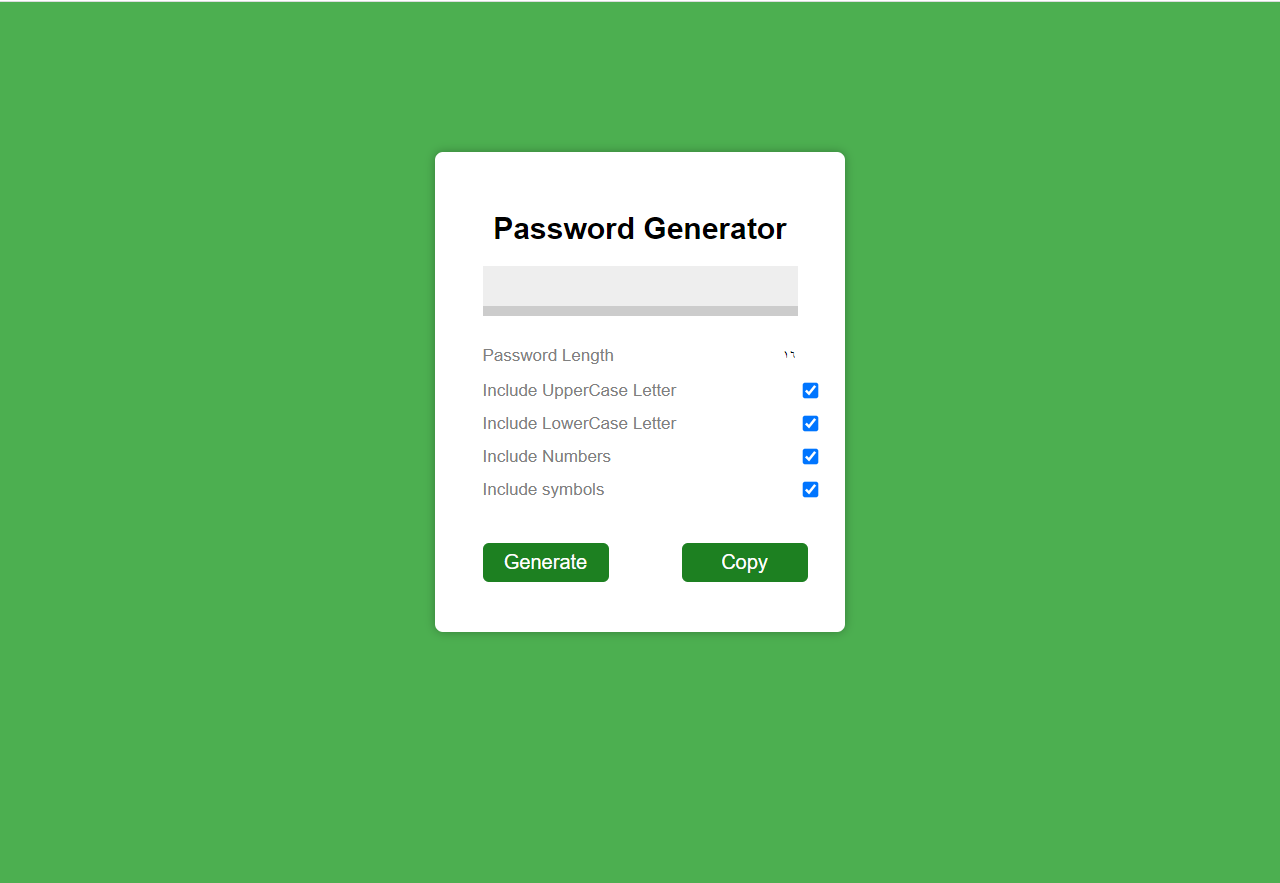 Password Generator
Password Length ١٦
Include UpperCase Letter
Include LowerCase Letter
Include Numbers
Include symbols
Generate Copy